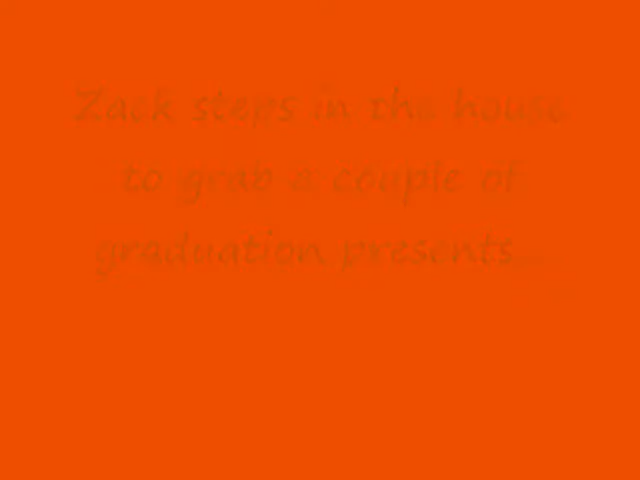 Zack steps in the house
to grab a couple of
graduation presents...